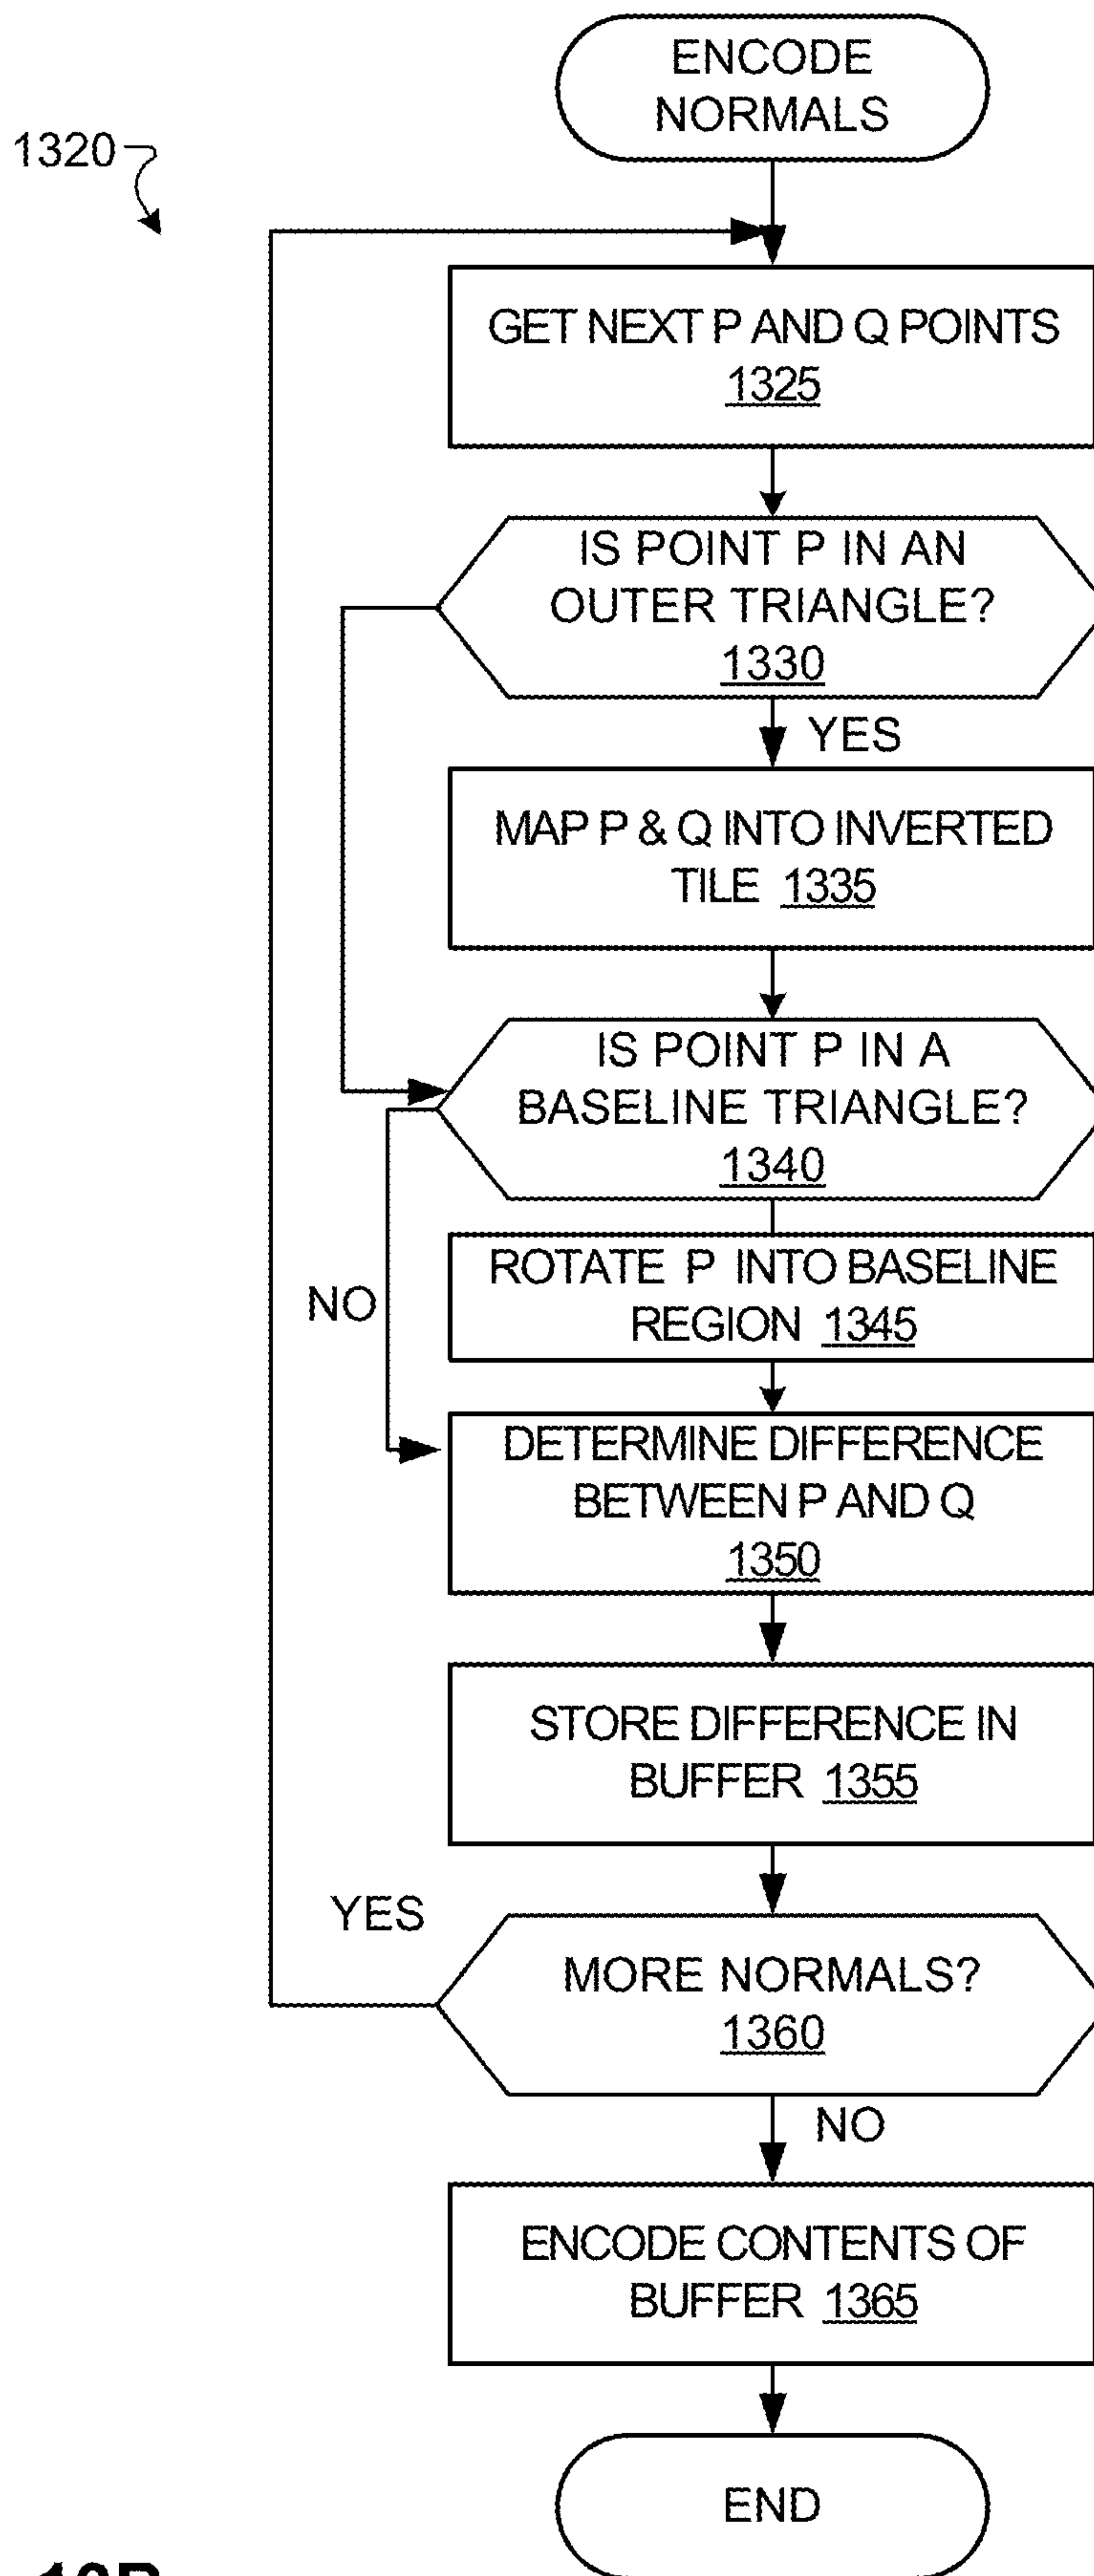 ENCODE
NORMALS
1320
GET NEXT P AND Q POINTS
1325
IS POINT P IN AN
OUTER TRIANGLE?
1330
YES
MAP P & Q INTO INVERTED
TILE 1335
IS POINT P IN A
BASELINE TRIANGLE?
1340
ROTATE P INTO BASELINE
REGION 1345
NO
DETERMINE DIFFERENCE
BETWEEN P AND Q
1350
STORE DIFFERENCE IN
BUFFER 1355
YES
MORE NORMALS?
1360
NO
ENCODE CONTENTS OF
BUFFER 1365
END